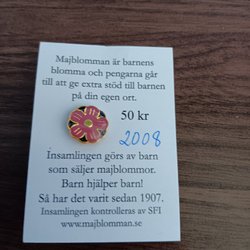 Majblomman är barnens
blomma och pengarna går
till att ge extra stöd till barnen
på din egen ort.
50 kr
2008
Insamlingen görs av barn
som säljer majblommor.
Barn hjälper barn!
Så har det varit sedan 1907.
Insamlingen kontrolleras av SFI
www.majblomman.se